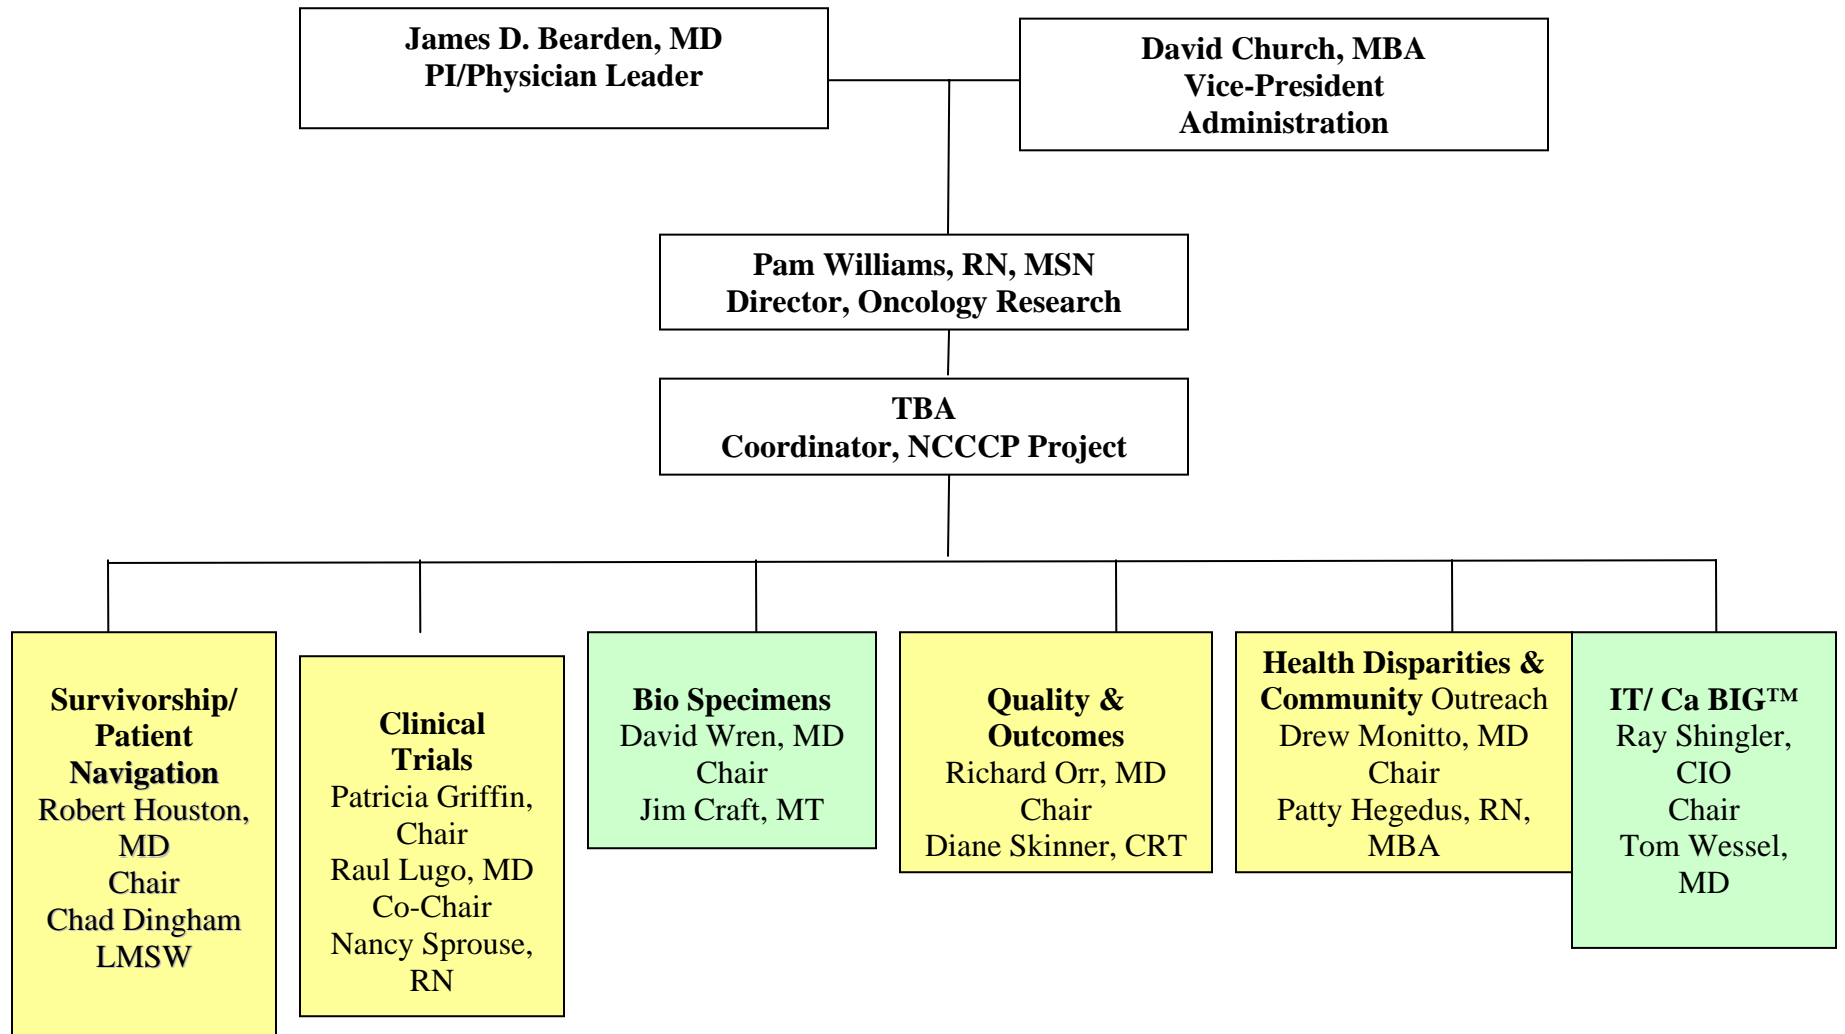 James D. Bearden, MD
PI/Physician Leader
David Church, MBA
Vice-President
Administration
Pam Williams, RN, MSN
Director, Oncology Research
TBA
Coordinator, NCCCP Project
Survivorship/
Patient
Navigation
Robert Houston,
MD
Chair
Chad Dingham
LMSW
Clinical
Trials
Patricia Griffin,
Chair
Raul Lugo, MD
Co-Chair
Nancy Sprouse,
RN
Bio Specimens
David Wren, MD
Chair
Jim Craft, MT
Quality &
Outcomes
Richard Orr, MD
Chair
Diane Skinner, CRT
Health Disparities &
Community Outreach
Drew Monitto, MD
Chair
Patty Hegedus, RN,
MBA
IT/ Ca BIG™
Ray Shingler,
CIO
Chair
Tom Wessel,
MD